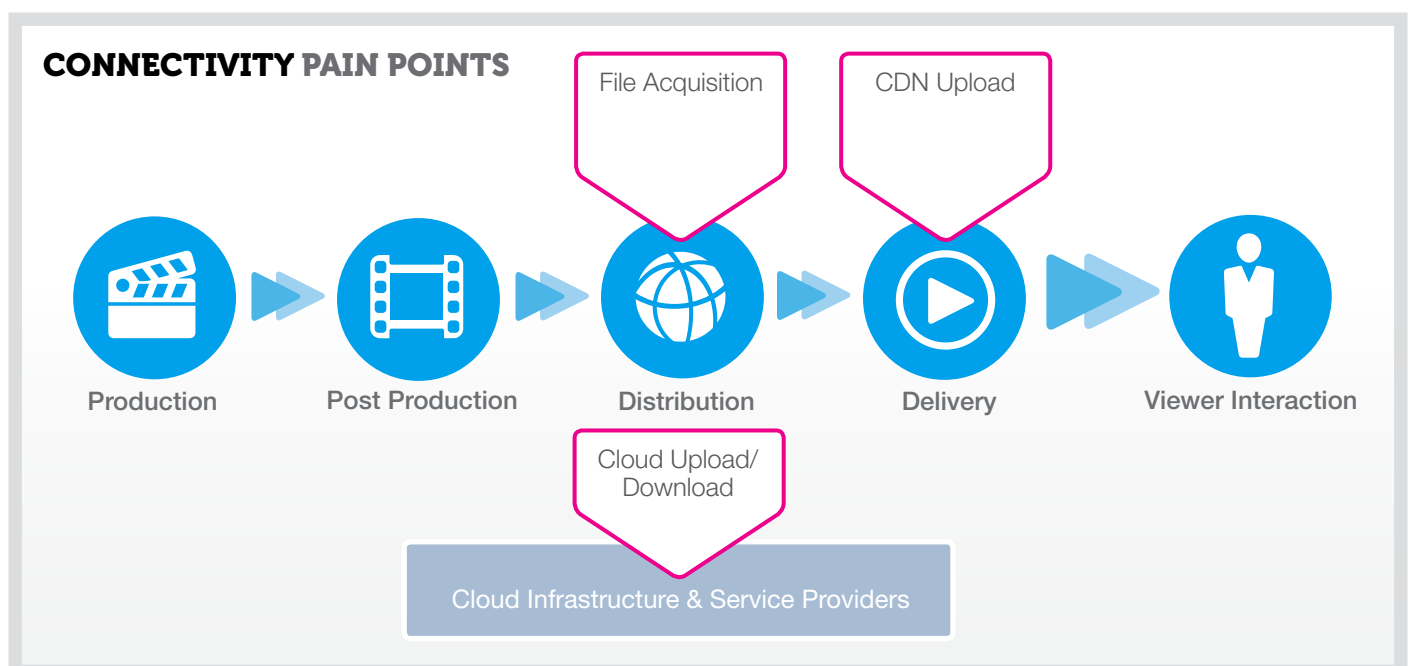 CONNECTIVITY PAIN POINTS
File Acquisition
CDN Upload
Production
Post Production
Distribution
Delivery
Viewer Interaction
Cloud Upload/
Download
Cloud Infrastructure & Service Providers